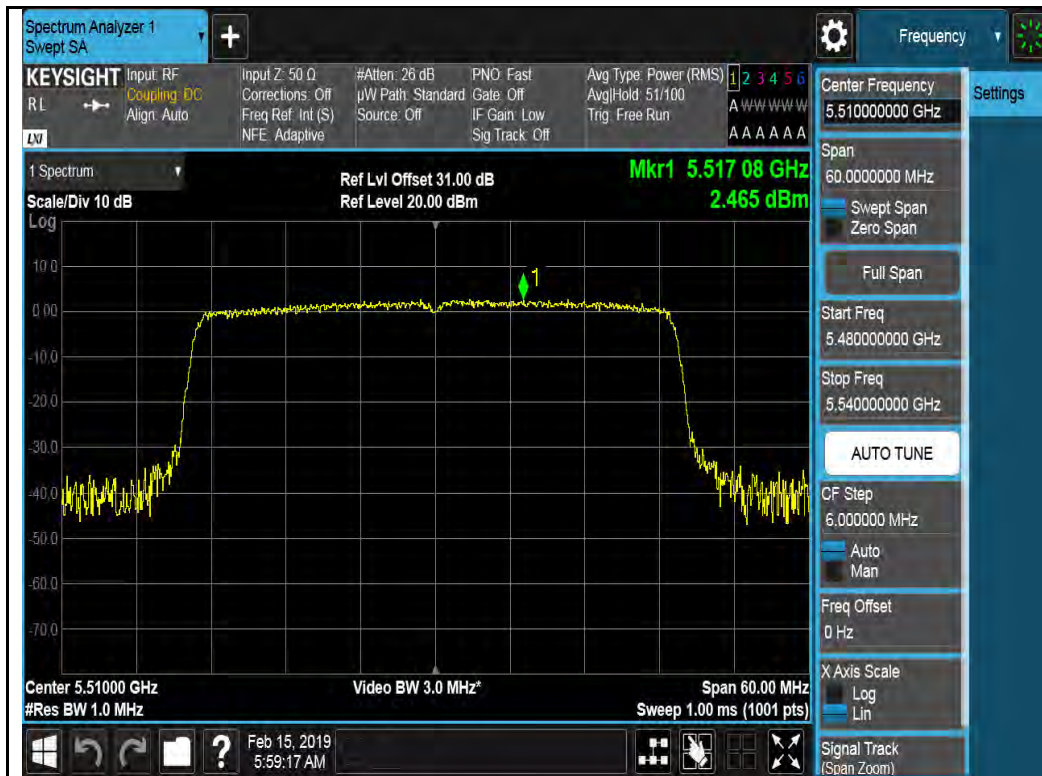 Spectrum Analyzer 1
Swept SA
+
Frequency
KEYSIGHT
RL
LXI
Input: RF
Coupling: DC
Align: Auto
Input Z: 50 Ω
Corrections: Off
Freq Ref: Int (S)
NFE: Adaptive
#Atten: 26 dB
µW Path: Standard
Source: Off
PNO: Fast
Gate: Off
IF Gain: Low
Sig Track: Off
Avg Type: Power (RMS)
Avg|Hold: 51/100
Trig: Free Run
1 2 3 4 5 6
A W W W W W
A A A A A A
1 Spectrum
Scale/Div 10 dB
Log
Ref Lvl Offset 31.00 dB
Ref Level 20.00 dBm
Mkr1 5.517 08 GHz
2.465 dBm
10.0
0.00
-10.0
-20.0
-30.0
-40.0
-50.0
-60.0
-70.0
1
Center 5.51000 GHz
#Res BW 1.0 MHz
Video BW 3.0 MHz*
Span 60.00 MHz
Sweep 1.00 ms (1001 pts)
Center Frequency
5.510000000 GHz
Settings
Span
60.0000000 MHz
Swept Span
Zero Span
Full Span
Start Freq
5.480000000 GHz
Stop Freq
5.540000000 GHz
AUTO TUNE
CF Step
6.000000 MHz
Auto
Man
Freq Offset
0 Hz
X Axis Scale
Log
Lin
Signal Track
(Span Zoom)
?
Feb 15, 2019
5:59:17 AM